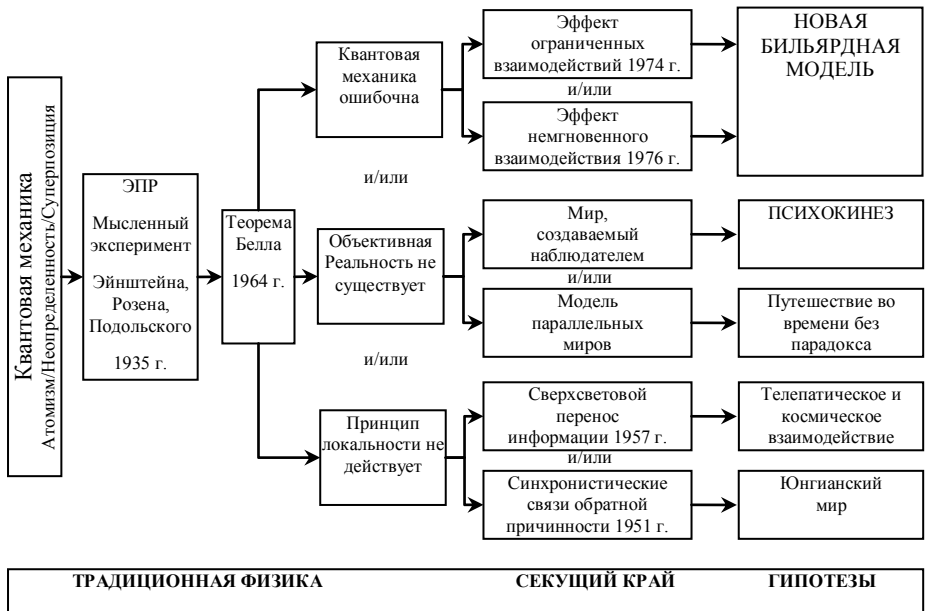 Квантовая механика
Атомизм/Неопределенность/Суперпозиция
ЭПР
Мысленный
эксперимент
Эйнштейна,
Розена,
Подольского
1935 г.
Теорема
Белла
1964 г.
Квантовая
механика
ошибочна
и/или
Объективная
Реальность не
существует
и/или
Принцип
локальности не
действует
Эффект
ограниченных
взаимодействий 1974 г.
и/или
Эффект
немгновенного
взаимодействия 1976 г.
Мир,
создаваемый
наблюдателем
и/или
Модель
параллельных
миров
Сверхсветовой
перенос
информации 1957 г.
и/или
Синхронистические
связи обратной
причинности 1951 г.
НОВАЯ
БИЛЬЯРДНАЯ
МОДЕЛЬ
ПСИХОКИНЕЗ
Путешествие во
времени без
парадокса
Телепатическое и
космическое
взаимодействие
Юнгианский
мир
ТРАДИЦИОННАЯ ФИЗИКА СЕКУЩИЙ КРАЙ ГИПОТЕЗЫ